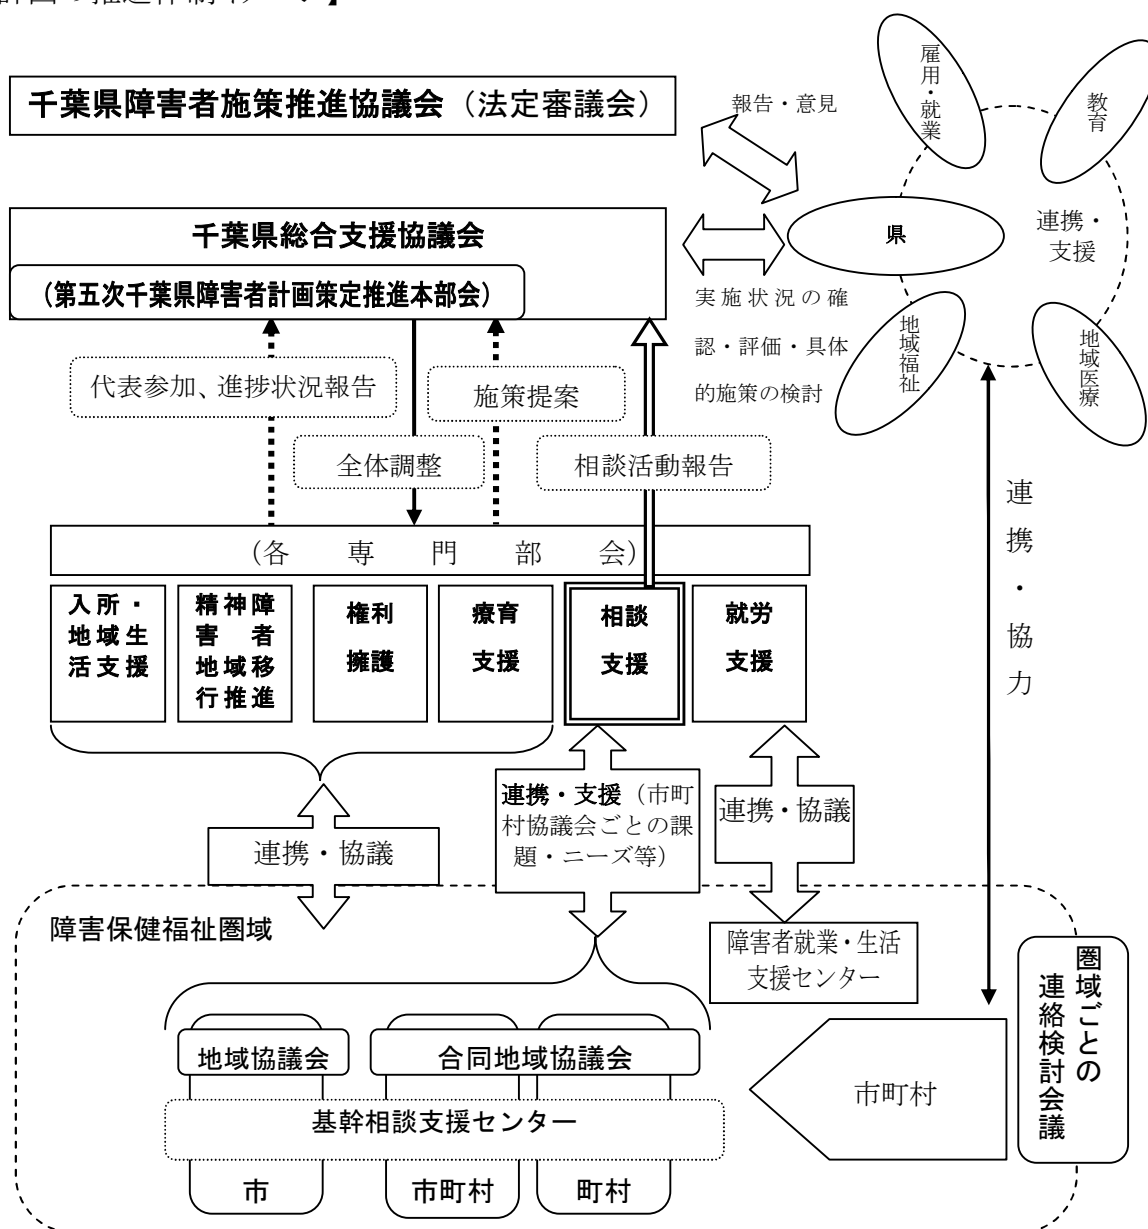 千葉県障害者施策推進協議会（法定審議会）
報告・意見
雇用・就業
教育
県
連携・
支援
地域福祉
地域医療
千葉県総合支援協議会
（第五次千葉県障害者計画策定推進本部会）
実施状況の確
認・評価・具体
的施策の検討
代表参加、進捗状況報告
施策提案
全体調整
相談活動報告
連携・協力
（各専門部会）
入所・
地域生
活支援
精神障
害者
地域移
行推進
権利
擁護
療育
支援
相談
支援
就労
支援
連携・協議
連携・支援（市町
村協議会ごとの課
題・ニーズ等）
連携・協議
障害保健福祉圏域
障害者就業・生活
支援センター
圏域ごとの
連絡検討会議
地域協議会
合同地域協議会
基幹相談支援センター
市町村
市
市町村
町村